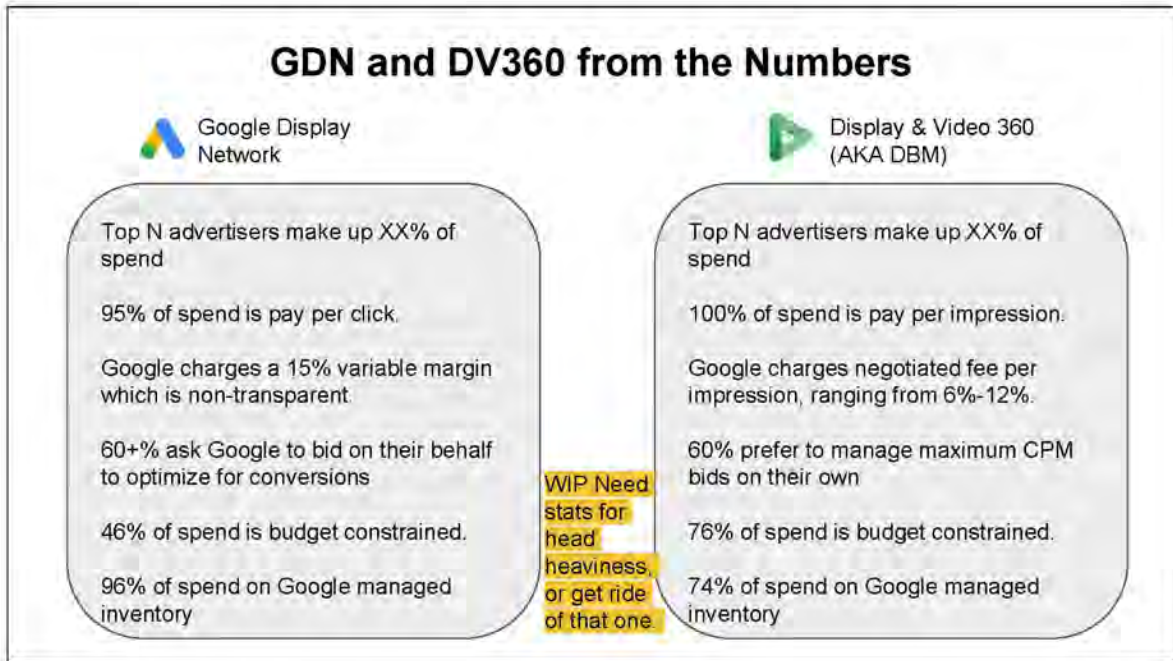 GDN and DV360 from the Numbers
Google Display
Network
Top N advertisers make up XX% of
spend
95% of spend is pay per click.
Google charges a 15% variable margin
which is non-transparent.
60+% ask Google to bid on their behalf
to optimize for conversions
46% of spend is budget constrained.
96% of spend on Google managed
inventory
WIP Need
stats for
head
heaviness,
or get ride
of that one.
Display & Video 360
(AKA DBM)
Top N advertisers make up XX% of
spend
100% of spend is pay per impression.
Google charges negotiated fee per
impression, ranging from 6%-12%.
60% prefer to manage maximum CPM
bids on their own
76% of spend is budget constrained.
74% of spend on Google managed
inventory